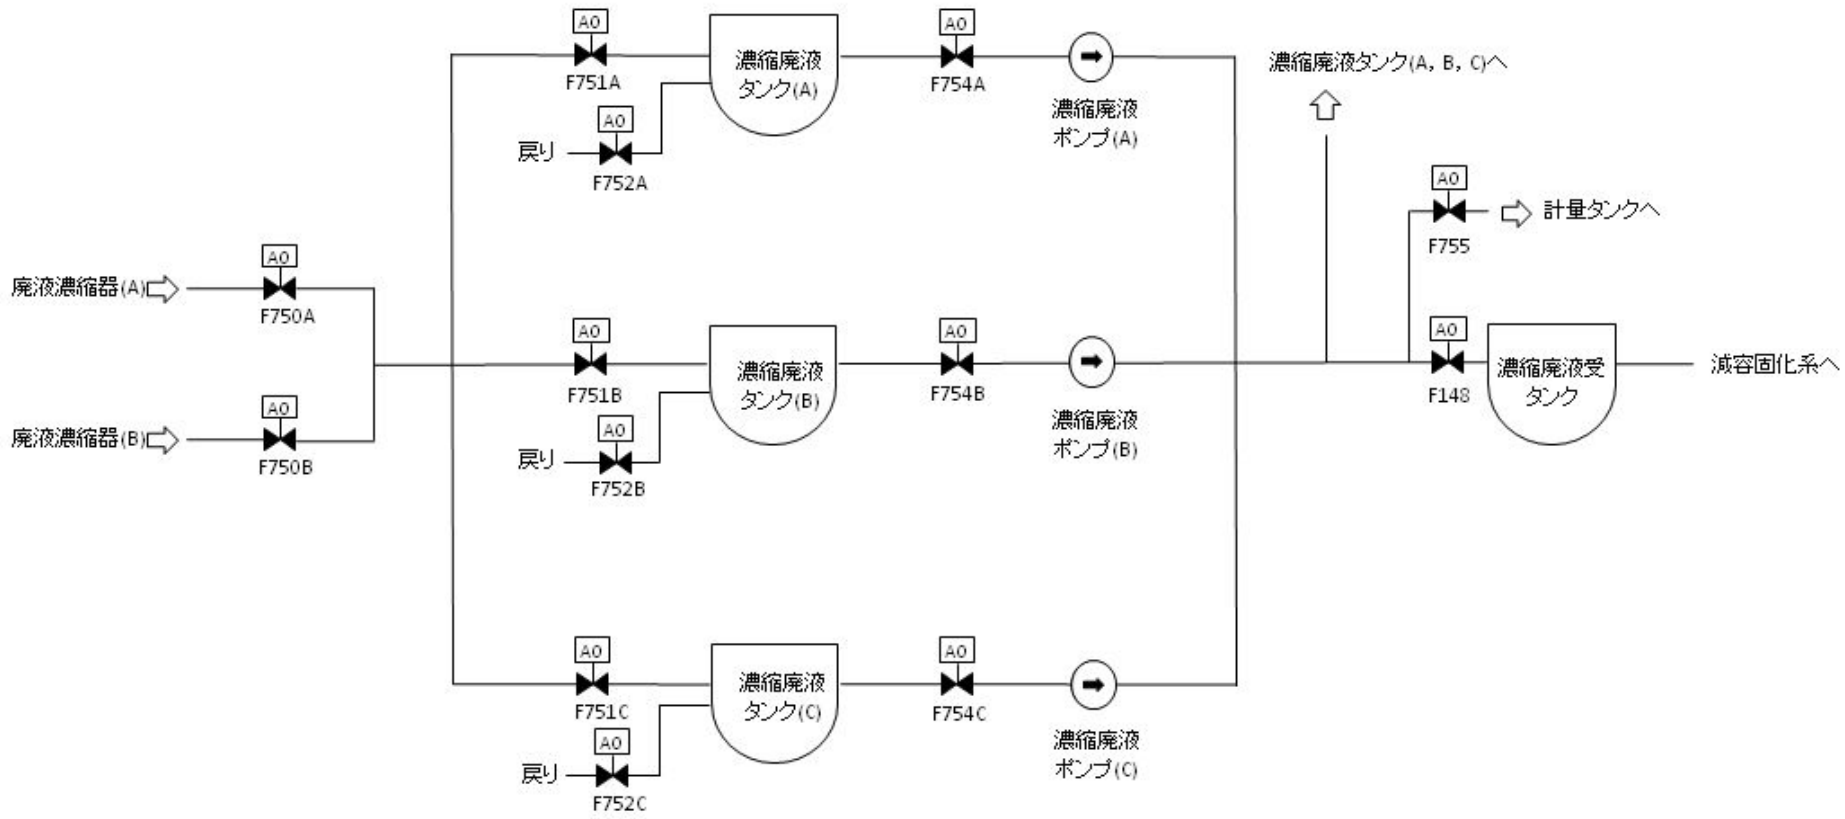 AO
F751A
濃縮廃液
タンク(A)
AO
F754A
濃縮廃液
ポンプ(A)
濃縮廃液タンク(A, B, C)へ
戻り
AO
F752A
AO
F755
計量タンクへ
廃液濃縮器(A)
AO
F750A
廃液濃縮器(B)
AO
F750B
AO
F751B
濃縮廃液
タンク(B)
AO
F754B
濃縮廃液
ポンプ(B)
戻り
AO
F752B
AO
F148
濃縮廃液受
タンク
減容固化系へ
AO
F751C
濃縮廃液
タンク(C)
AO
F754C
濃縮廃液
ポンプ(C)
戻り
AO
F752C